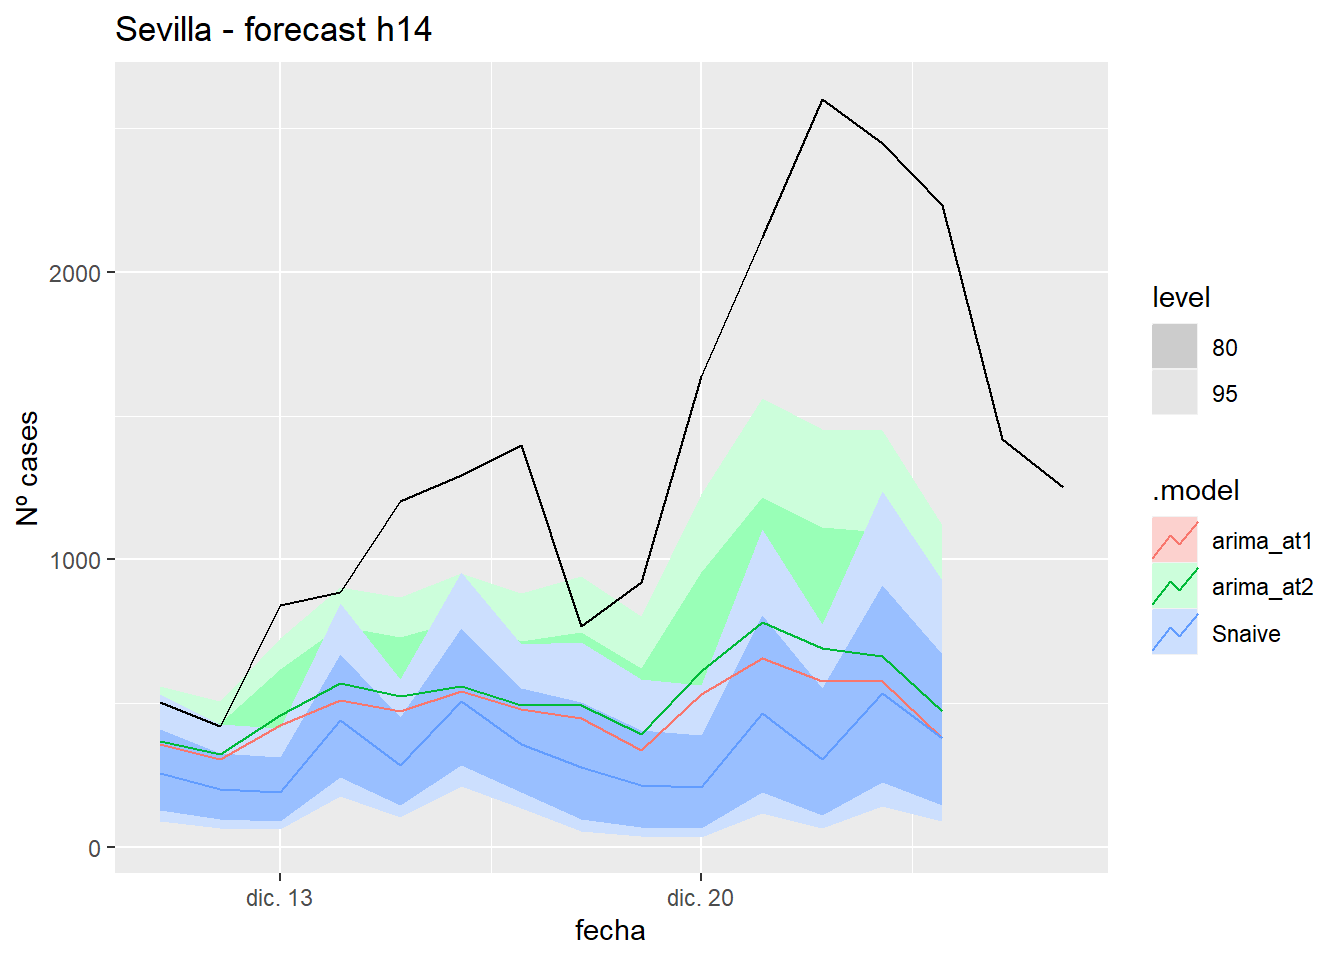 Sevilla - forecast h14
Nº cases
2000
1000
0
dic. 13
dic. 20
fecha
level
80
95
.model
arima_at1
arima_at2
Snaive